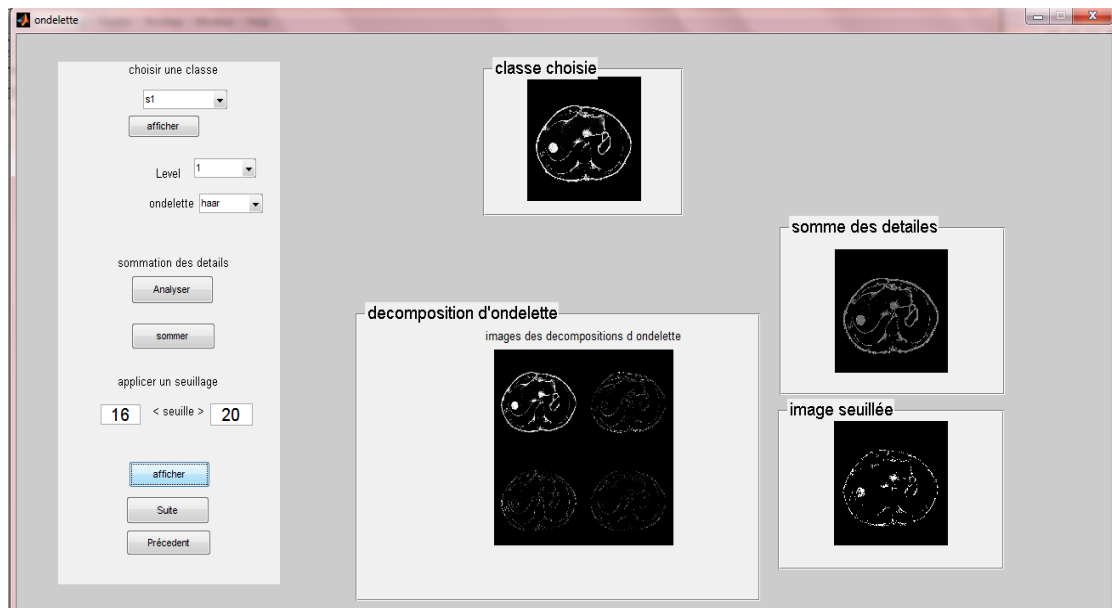 ondelette
choisir une classe
s1
afficher
Level 1
ondelette haar
sommation des details
Analyser
sommer
applicer un seuillage
16 < seuille > 20
afficher
Suite
Précedent
classe choisie
decomposition d'ondelette
images des decompositions d ondelette
somme des detailes
image seuillée